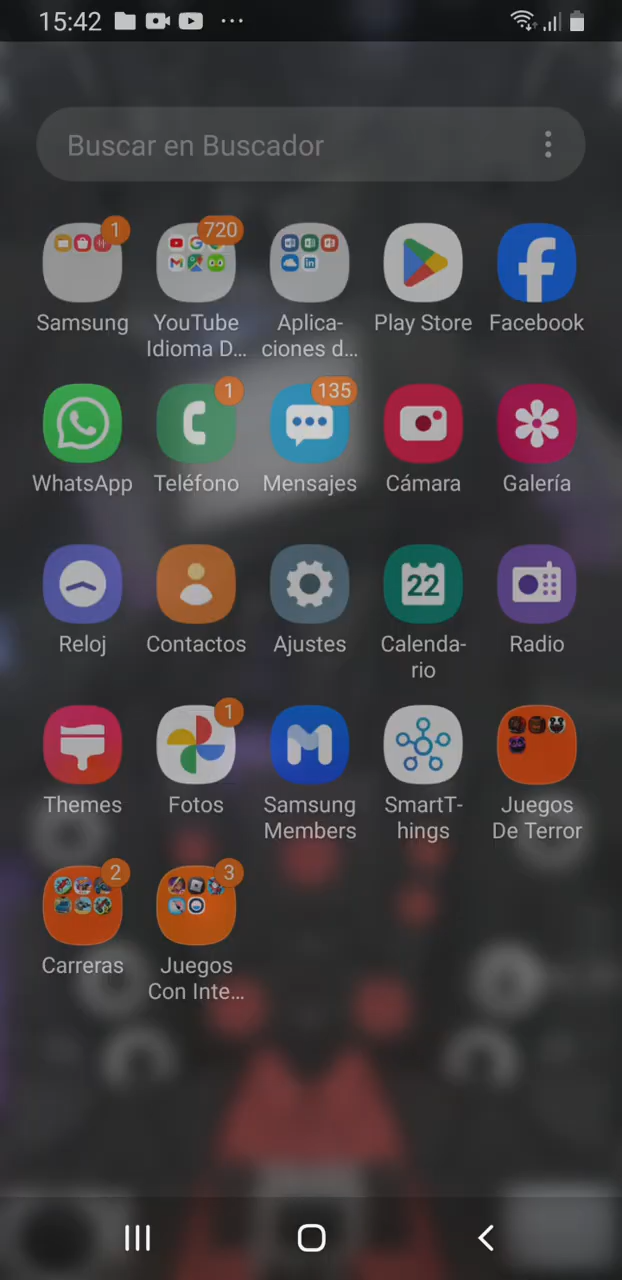 15:42
Buscar en Buscador
1
720
Samsung
YouTube
Idioma D...
Aplica-
ciones d...
Play Store
Facebook
1
135
WhatsApp
Teléfono
Mensajes
Cámara
Galería
22
Reloj
Contactos
Ajustes
Calenda-
rio
Radio
1
Themes
Fotos
Samsung
Members
SmartT-
hings
Juegos
De Terror
2
3
Carreras
Juegos
Con Inte...